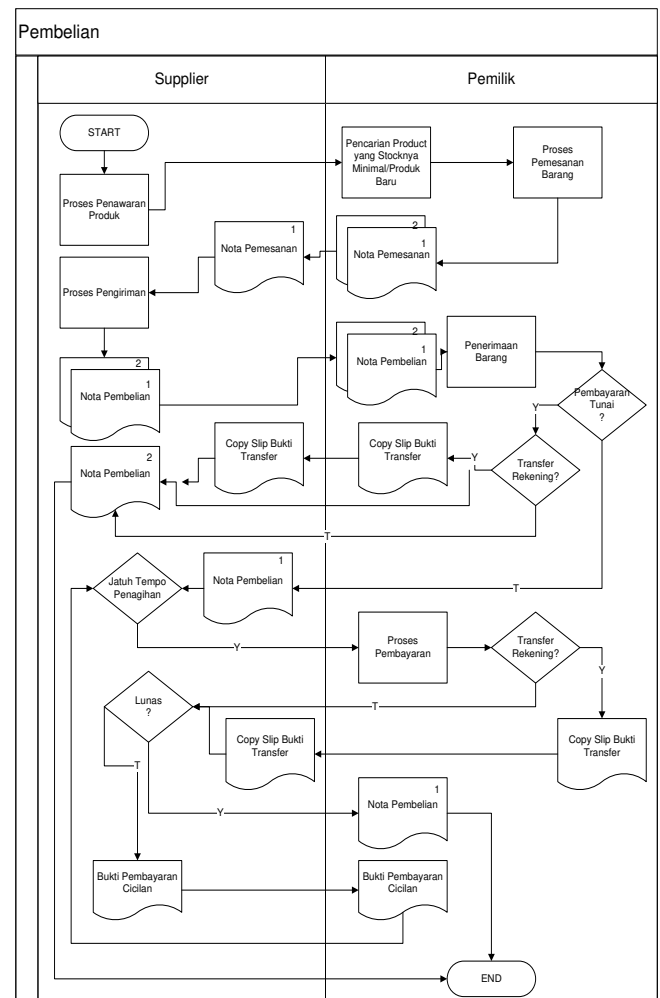 Pembelian
Supplier
Pemilik
START
Proses Penawaran
Produk
Pencarian Product
yang Stocknya
Minimal/Produk
Baru
Proses
Pemesanan
Barang
1
Nota Pemesanan
2
1
Nota Pemesanan
Proses Pengiriman
2
1
Nota Pembelian
2
1
Nota Pembelian
Penerimaan
Barang
Pembayaran
Tunai
?
Y
2
Nota Pembelian
Copy Slip Bukti
Transfer
Copy Slip Bukti
Transfer
Y
Transfer
Rekening?
T
Jatuh Tempo
Penagihan
1
Nota Pembelian
T
Y
Proses
Pembayaran
Transfer
Rekening?
Y
Lunas
?
T
Copy Slip Bukti
Transfer
Copy Slip Bukti
Transfer
T
Y
1
Nota Pembelian
Bukti Pembayaran
Cicilan
Bukti Pembayaran
Cicilan
END